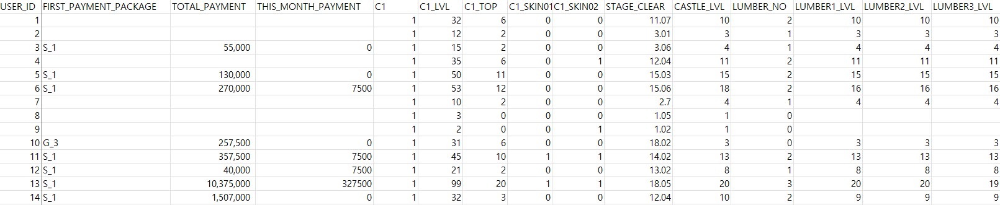 USER_ID FIRST_PAYMENT_PACKAGE TOTAL_PAYMENT THIS_MONTH_PAYMENT C1 C1_LVL C1_TOP C1_SKIN01 C1_SKIN02 STAGE_CLEAR CASTLE_LVL LUMBER_NO LUMBER1_LVL LUMBER2_LVL LUMBER3_LVL
1 1 32 6 0 0 11.07 10 2 10 10 10
2 1 12 2 0 0 3.01 3 1 3 3 3
3 S_1 55,000 0 1 15 2 0 0 3.06 4 1 4 4 4
4 1 35 6 0 1 12.04 11 2 11 11 11
5 S_1 130,000 0 1 50 11 0 0 15.03 15 2 15 15 15
6 S_1 270,000 7500 1 53 12 0 0 15.06 18 2 16 16 16
7 1 10 2 0 0 2.7 4 1 4 4 4
8 1 3 0 0 0 1.05 1 0
9 1 2 0 0 1 1.02 1 0
10 G_3 257,500 0 1 31 6 0 0 18.02 3 0 3 3 3
11 S_1 357,500 7500 1 45 10 1 1 14.02 13 2 13 13 13
12 S_1 40,000 7500 1 21 2 0 0 13.02 8 1 8 8 8
13 S_1 10,375,000 327500 1 99 20 1 1 18.05 20 3 20 20 19
14 S_1 1,507,000 0 1 32 3 0 0 12.04 10 2 9 9 9